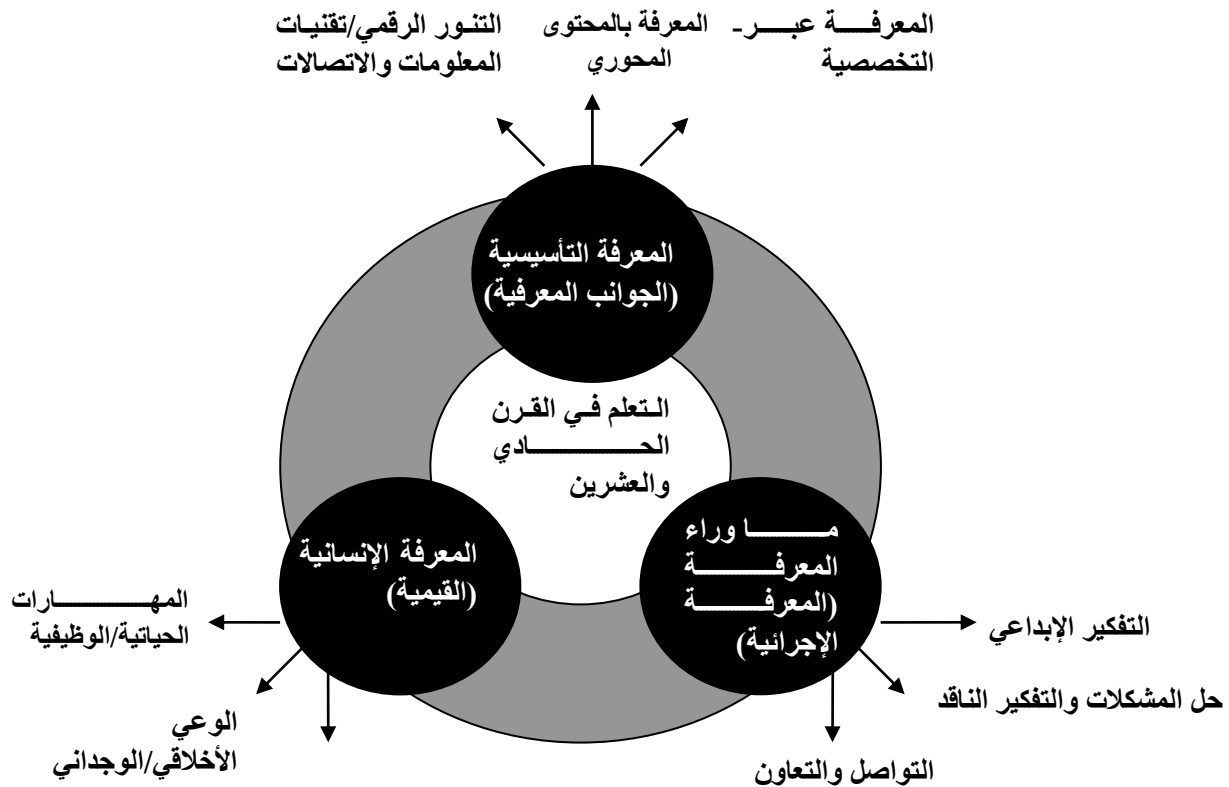 المعرفة عبر-
التخصصية
المعرفة بالمحتوى
المحوري
التنور الرقمي/تقنيات
المعلومات والاتصالات
المعرفة التأسيسية
(الجوانب المعرفية)
التعلم في القرن
الحادي
والعشرين
ما وراء
المعرفة
(المعرفة
الإجرائية)
المعرفة الإنسانية
(القيمية)
التفكير الإبداعي
حل المشكلات والتفكير الناقد
التواصل والتعاون
المهارات
الحياتية/الوظيفية
الوعي
الأخلاقي/الوجداني